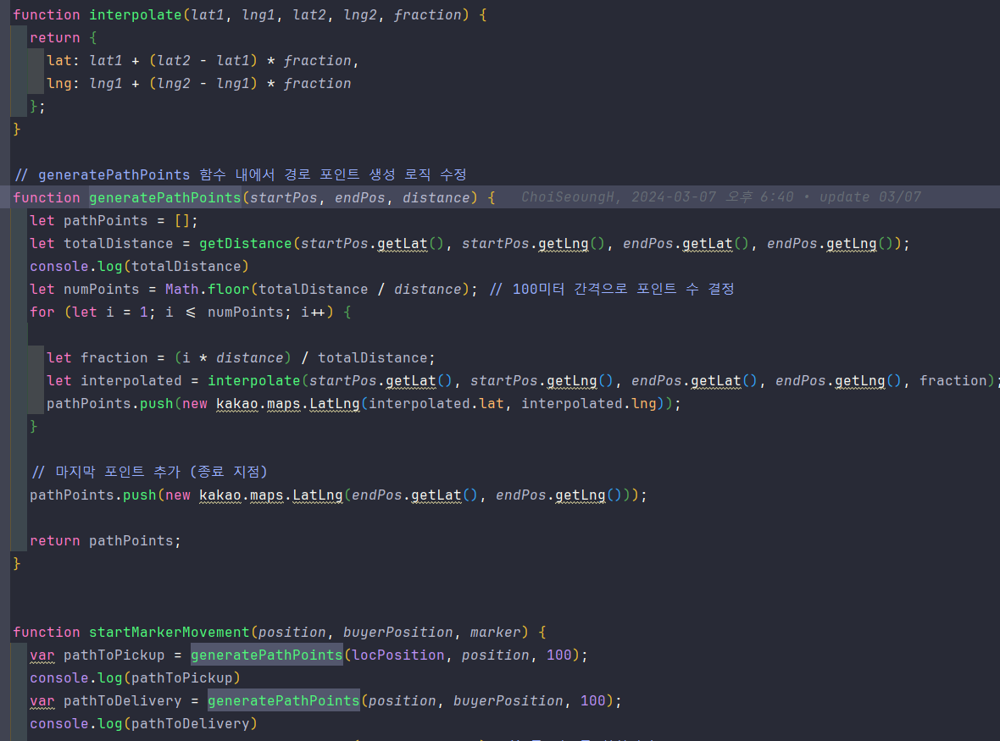 function interpolate(lat1, lng1, lat2, lng2, fraction) {
return {
lat: lat1 + (lat2 - lat1) * fraction,
lng: lng1 + (lng2 - lng1) * fraction
};
}
// generatePathPoints 함수 내에서 경로 포인트 생성 로직 수정
function generatePathPoints(startPos, endPos, distance) { ChoiSeoungH, 2024-03-07 오후 6:40 • update 03/07
let pathPoints = [];
let totalDistance = getDistance(startPos.getLat(), startPos.getLng(), endPos.getLat(), endPos.getLng());
console.log(totalDistance)
let numPoints = Math.floor(totalDistance / distance); // 100미터 간격으로 포인트 수 결정
for (let i = 1; i <= numPoints; i++) {
let fraction = (i * distance) / totalDistance;
let interpolated = interpolate(startPos.getLat(), startPos.getLng(), endPos.getLat(), endPos.getLng(), fraction);
pathPoints.push(new kakao.maps.LatLng(interpolated.lat, interpolated.lng));
}
// 마지막 포인트 추가 (종료 지점)
pathPoints.push(new kakao.maps.LatLng(endPos.getLat(), endPos.getLng()));
return pathPoints;
}
function startMarkerMovement(position, buyerPosition, marker) {
var pathToPickup = generatePathPoints(locPosition, position, 100);
console.log(pathToPickup)
var pathToDelivery = generatePathPoints(position, buyerPosition, 100);
console.log(pathToDelivery)